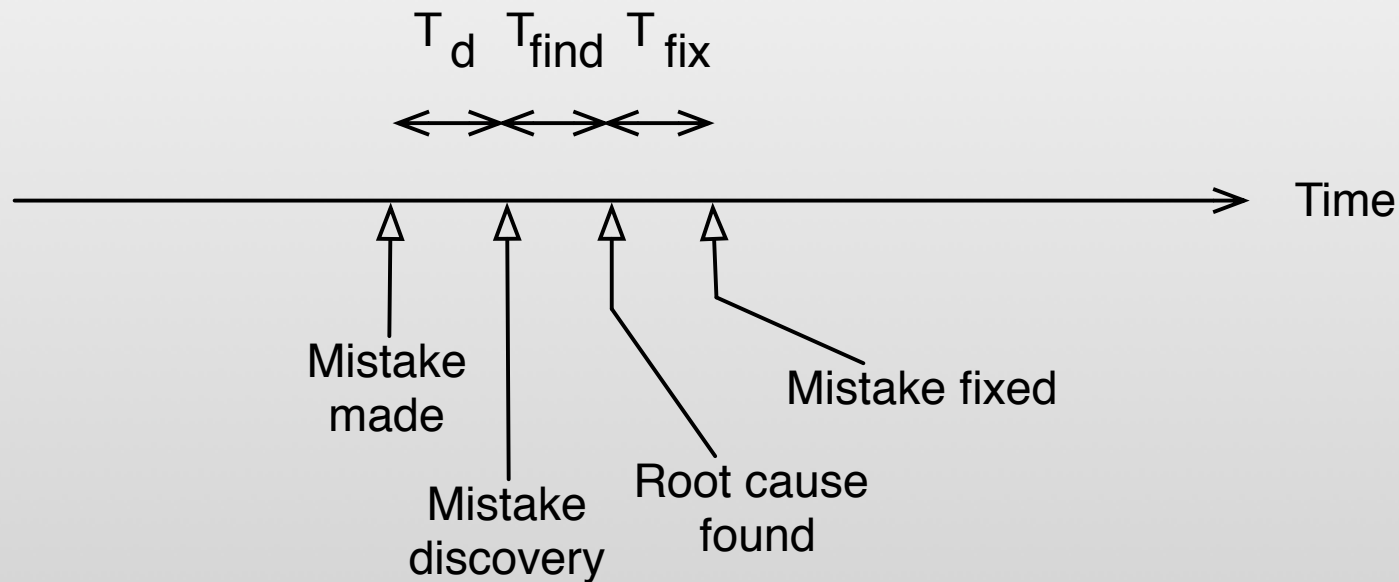 T d T find T fix
Time
Mistake
made
Mistake fixed
Root cause
found
Mistake
discovery